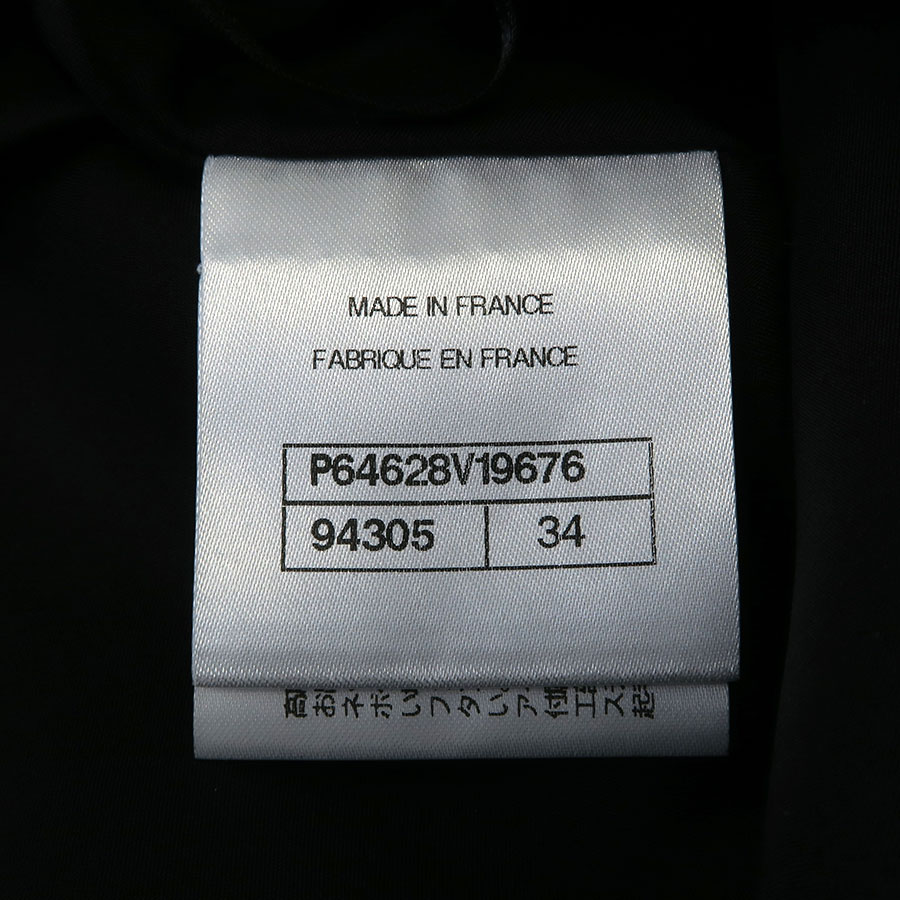 MADE IN FRANCE
FABRIQUE EN FRANCE
P64628V19676
94305 34